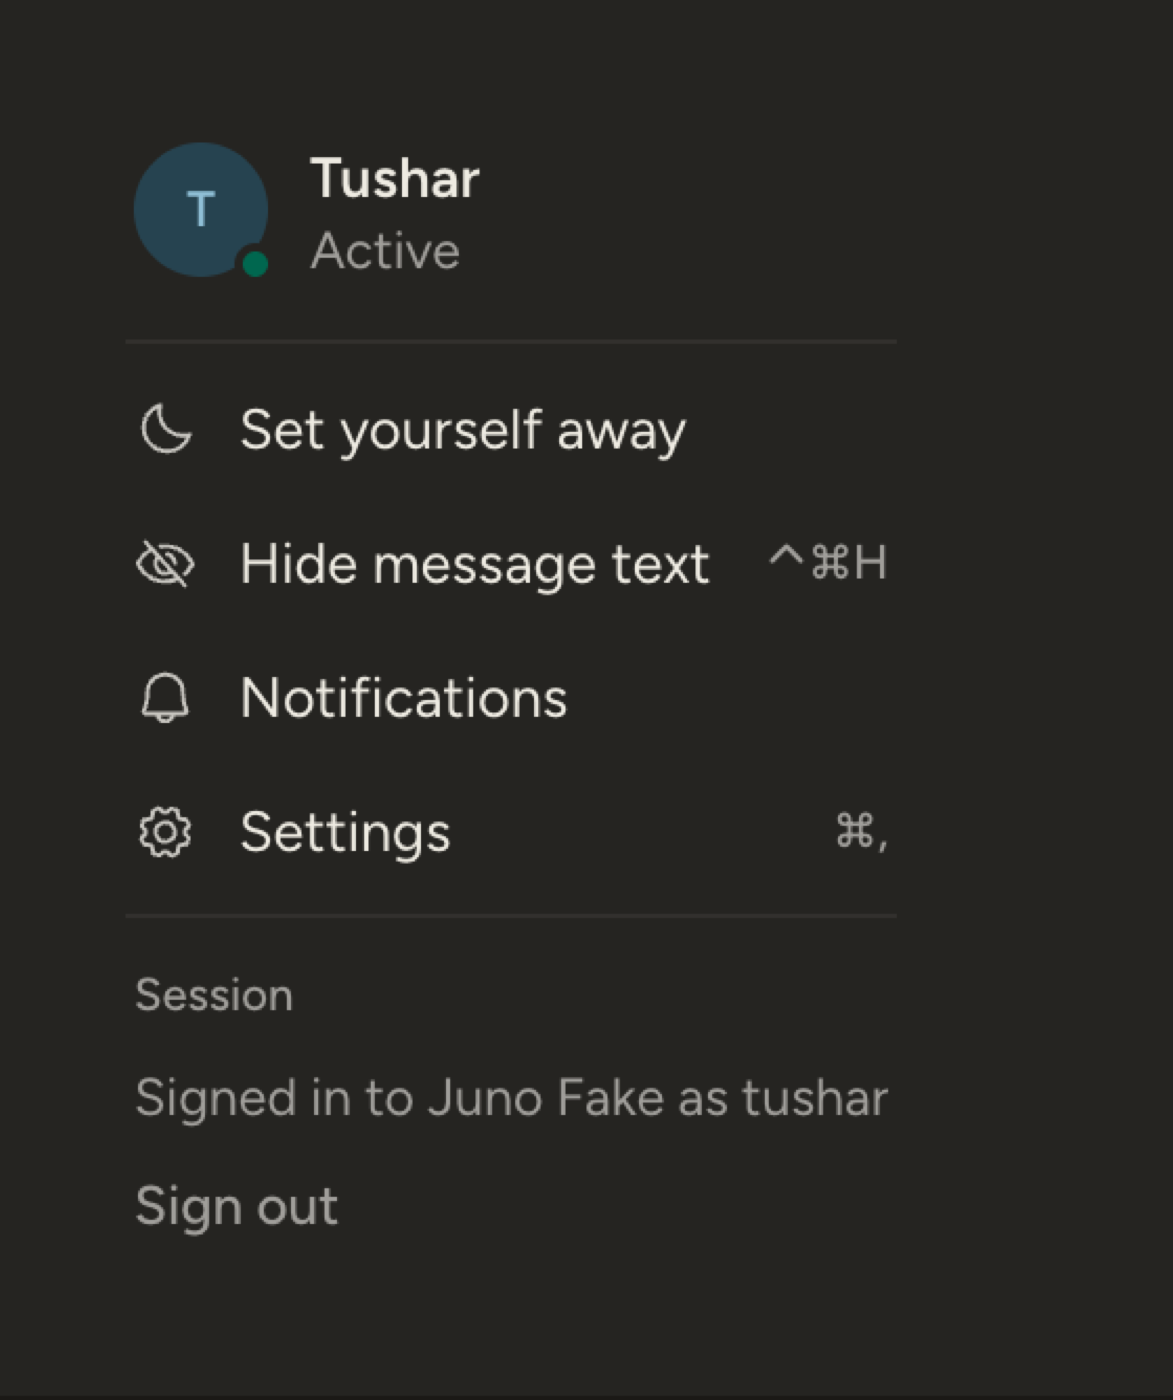 T
Tushar
Active
Set yourself away
Hide message text ^⌘H
Notifications
Settings ⌘,
Session
Signed in to Juno Fake as tushar
Sign out